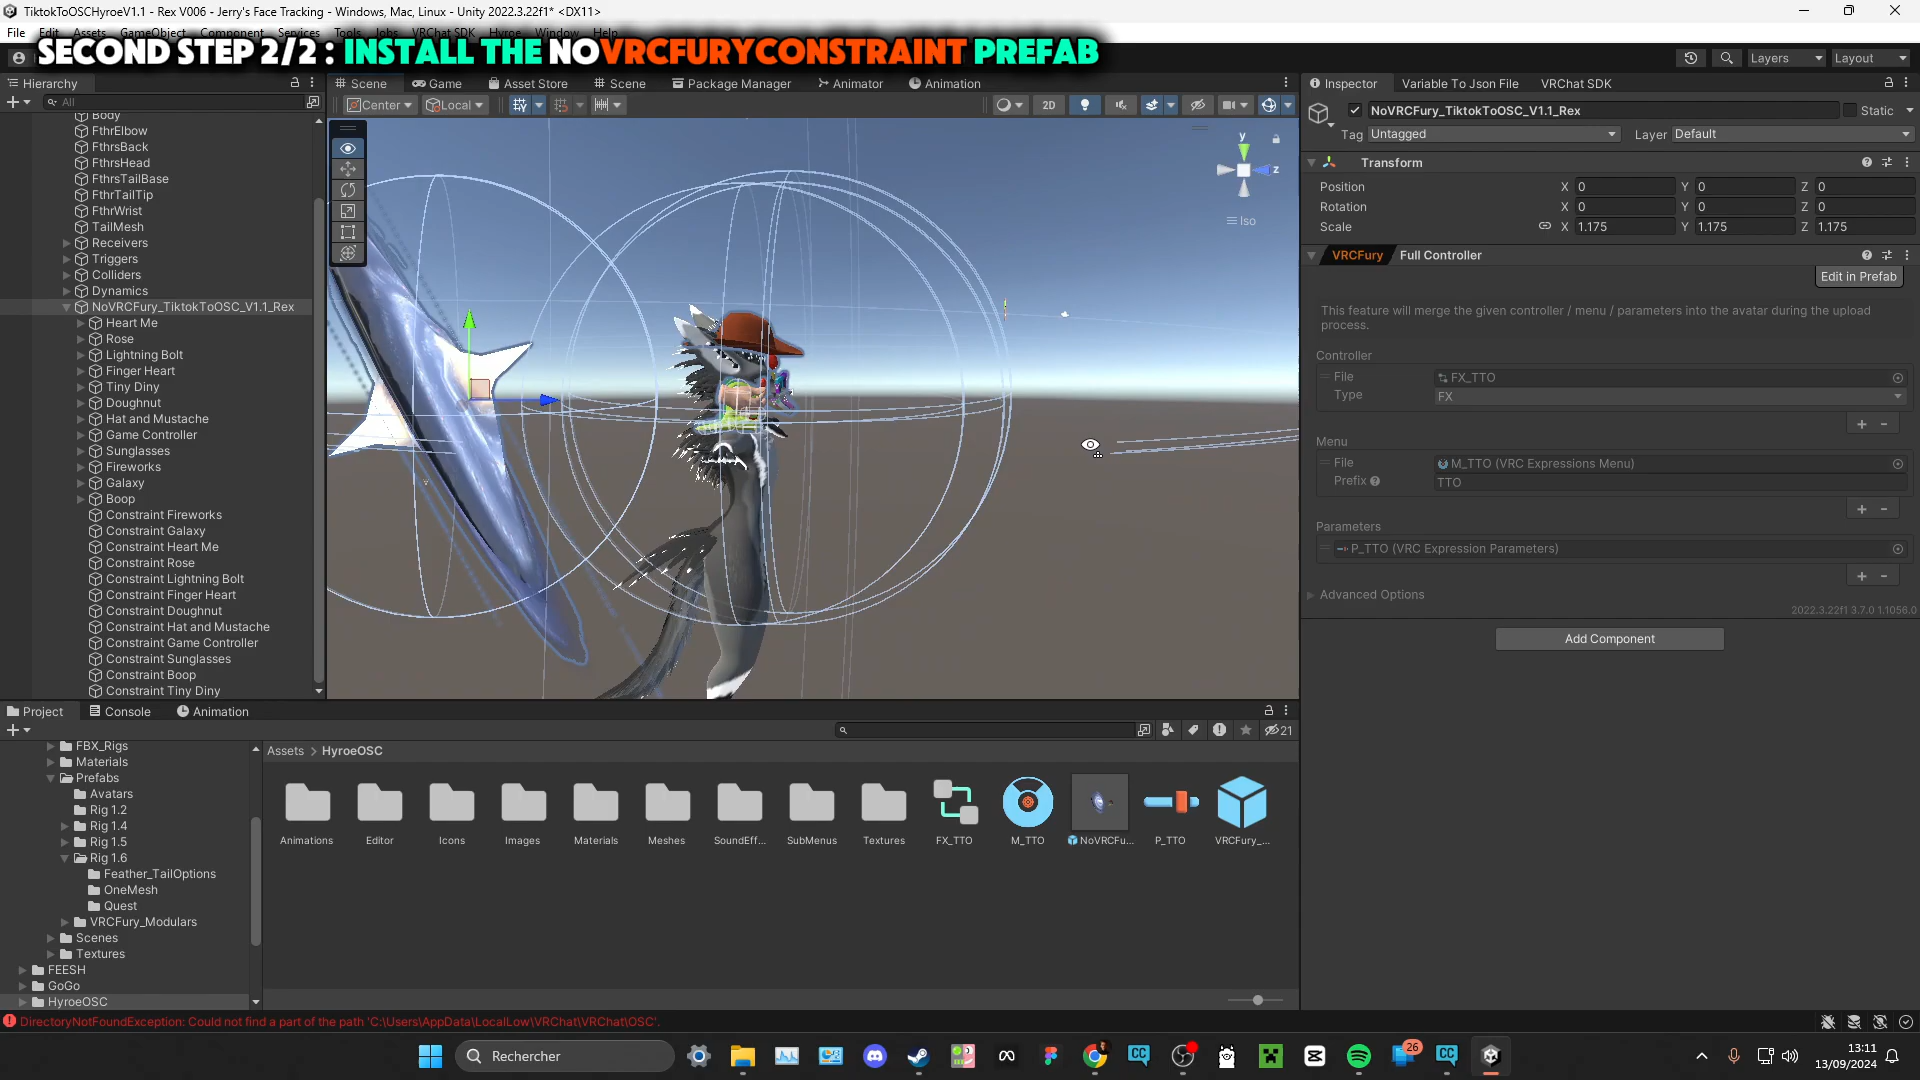 TiktokToOSCHyroeV1.1 - Rex V006 - Jerry's Face Tracking - Windows, Mac, Linux - Unity 2022.3.22f1* <DX11>
File Edit Assets GameObject Component Services Tools Jobs VRChat SDK Hyroe Window Help
SECOND STEP 2/2 : INSTALL THE NOVRCFURYCONSTRAINT PREFAB
Layers Layout
Hierarchy
Scene Game Asset Store Scene Package Manager Animator Animation
Inspector Variable To Json File VRChat SDK
All
Center Local 2D
NoVRCFury_TiktokToOSC_V1.1_Rex Static
Tag Untagged Layer Default
Body
FthrElbow
FthrsBack
FthrsHead
FthrsTailBase
FthrTailTip
FthrWrist
TailMesh
Receivers
Triggers
Colliders
Dynamics
NoVRCFury_TiktokToOSC_V1.1_Rex
Heart Me
Rose
Lightning Bolt
Finger Heart
Tiny Diny
Doughnut
Hat and Mustache
Game Controller
Sunglasses
Fireworks
Galaxy
Boop
Constraint Fireworks
Constraint Galaxy
Constraint Heart Me
Constraint Rose
Constraint Lightning Bolt
Constraint Finger Heart
Constraint Doughnut
Constraint Hat and Mustache
Constraint Game Controller
Constraint Sunglasses
Constraint Boop
Constraint Tiny Diny
y
z
Iso
Transform
Position X 0 Y 0 Z 0
Rotation X 0 Y 0 Z 0
Scale X 1.175 Y 1.175 Z 1.175
VRCFury Full Controller
Edit in Prefab
This feature will merge the given controller / menu / parameters into the avatar during the upload
process.
Controller
File FX_TTO
Type FX
+ -
Menu
File M_TTO (VRC Expressions Menu)
Prefix TTO
+ -
Parameters
P_TTO (VRC Expression Parameters)
+ -
Advanced Options
2022.3.22f1 3.7.0 1.1056.0
Add Component
Project Console Animation
21
FBX_Rigs
Materials
Prefabs
Avatars
Rig 1.2
Rig 1.4
Rig 1.5
Rig 1.6
Feather_TailOptions
OneMesh
Quest
VRCFury_Modulars
Scenes
Textures
FEESH
GoGo
HyroeOSC
Assets > HyroeOSC
Animations Editor Icons Images Materials Meshes SoundEff... SubMenus Textures FX_TTO M_TTO NoVRCFu... P_TTO VRCFury_...
DirectoryNotFoundException: Could not find a part of the path 'C:\Users\AppData\LocalLow\VRChat\VRChat\OSC'.
Rechercher
CC
26
CC
13:11
13/09/2024